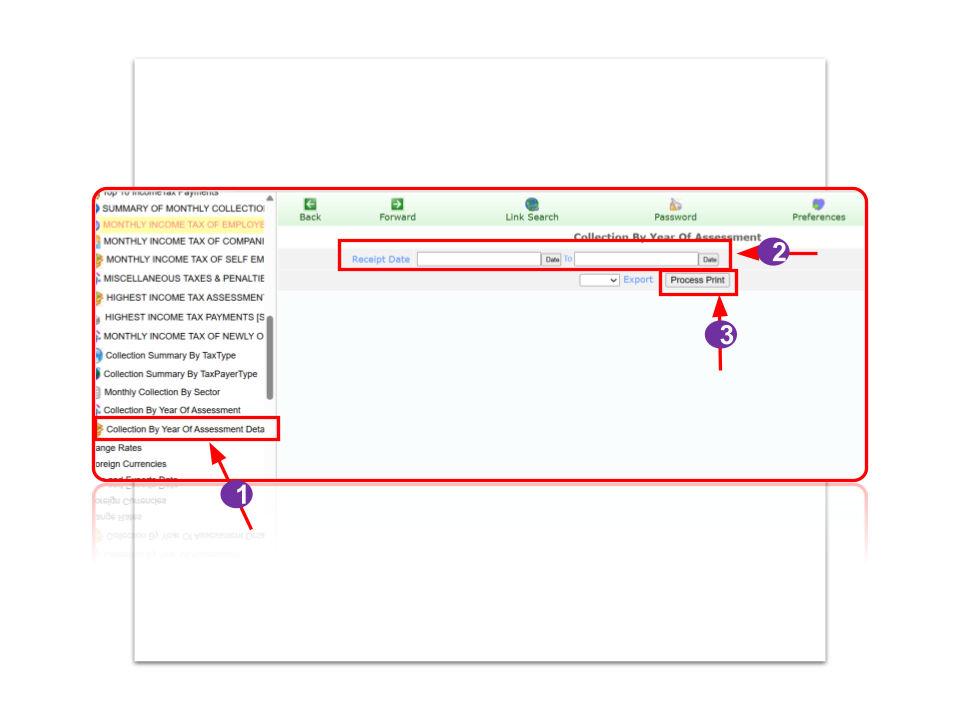 Top 10 IncomeTax Payments
SUMMARY OF MONTHLY COLLECTIO
MONTHLY INCOME TAX OF EMPLOYE
MONTHLY INCOME TAX OF COMPANI
MONTHLY INCOME TAX OF SELF EM
MISCELLANEOUS TAXES & PENALTIE
HIGHEST INCOME TAX ASSESSMEN
HIGHEST INCOME TAX PAYMENTS [S
MONTHLY INCOME TAX OF NEWLY O
Collection Summary By TaxType
Collection Summary By TaxPayerType
Monthly Collection By Sector
Collection By Year Of Assessment
Collection By Year Of Assessment Deta
ange Rates
oreign Currencies
and Exports Data
1
Back Forward Link Search Password Preferences
Collection By Year Of Assessment
Receipt Date Date To Date
2
Export Process Print
3